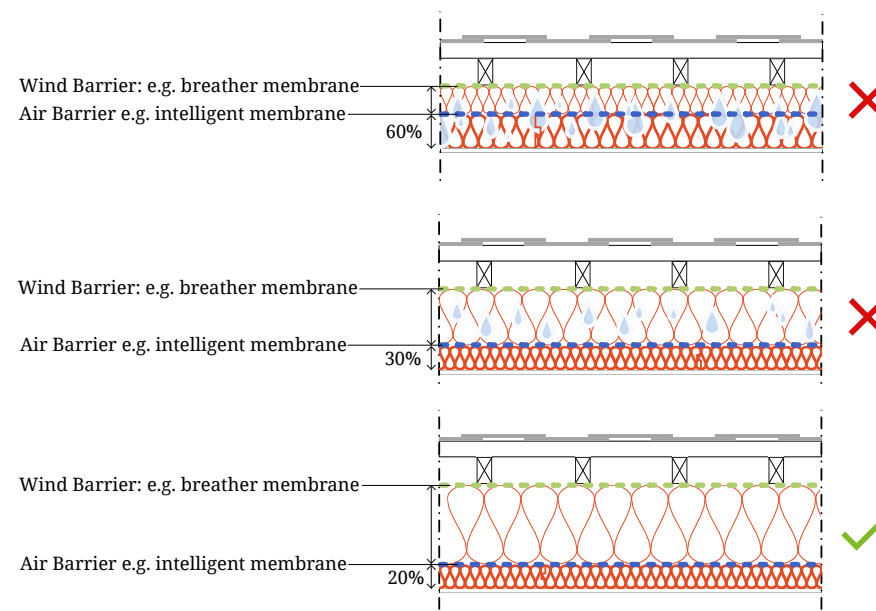 Wind Barrier: e.g. breather membrane
Air Barrier e.g. intelligent membrane
60%
Wind Barrier: e.g. breather membrane
Air Barrier e.g. intelligent membrane
30%
Wind Barrier: e.g. breather membrane
Air Barrier e.g. intelligent membrane
20%